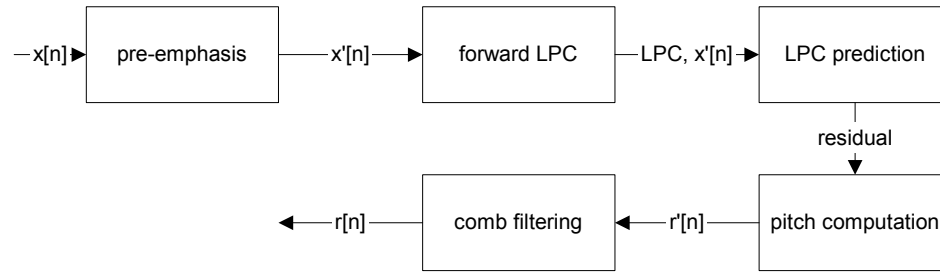 x[n]
pre-emphasis
x'[n]
forward LPC
LPC, x'[n]
LPC prediction
residual
pitch computation
r'[n]
comb filtering
r[n]